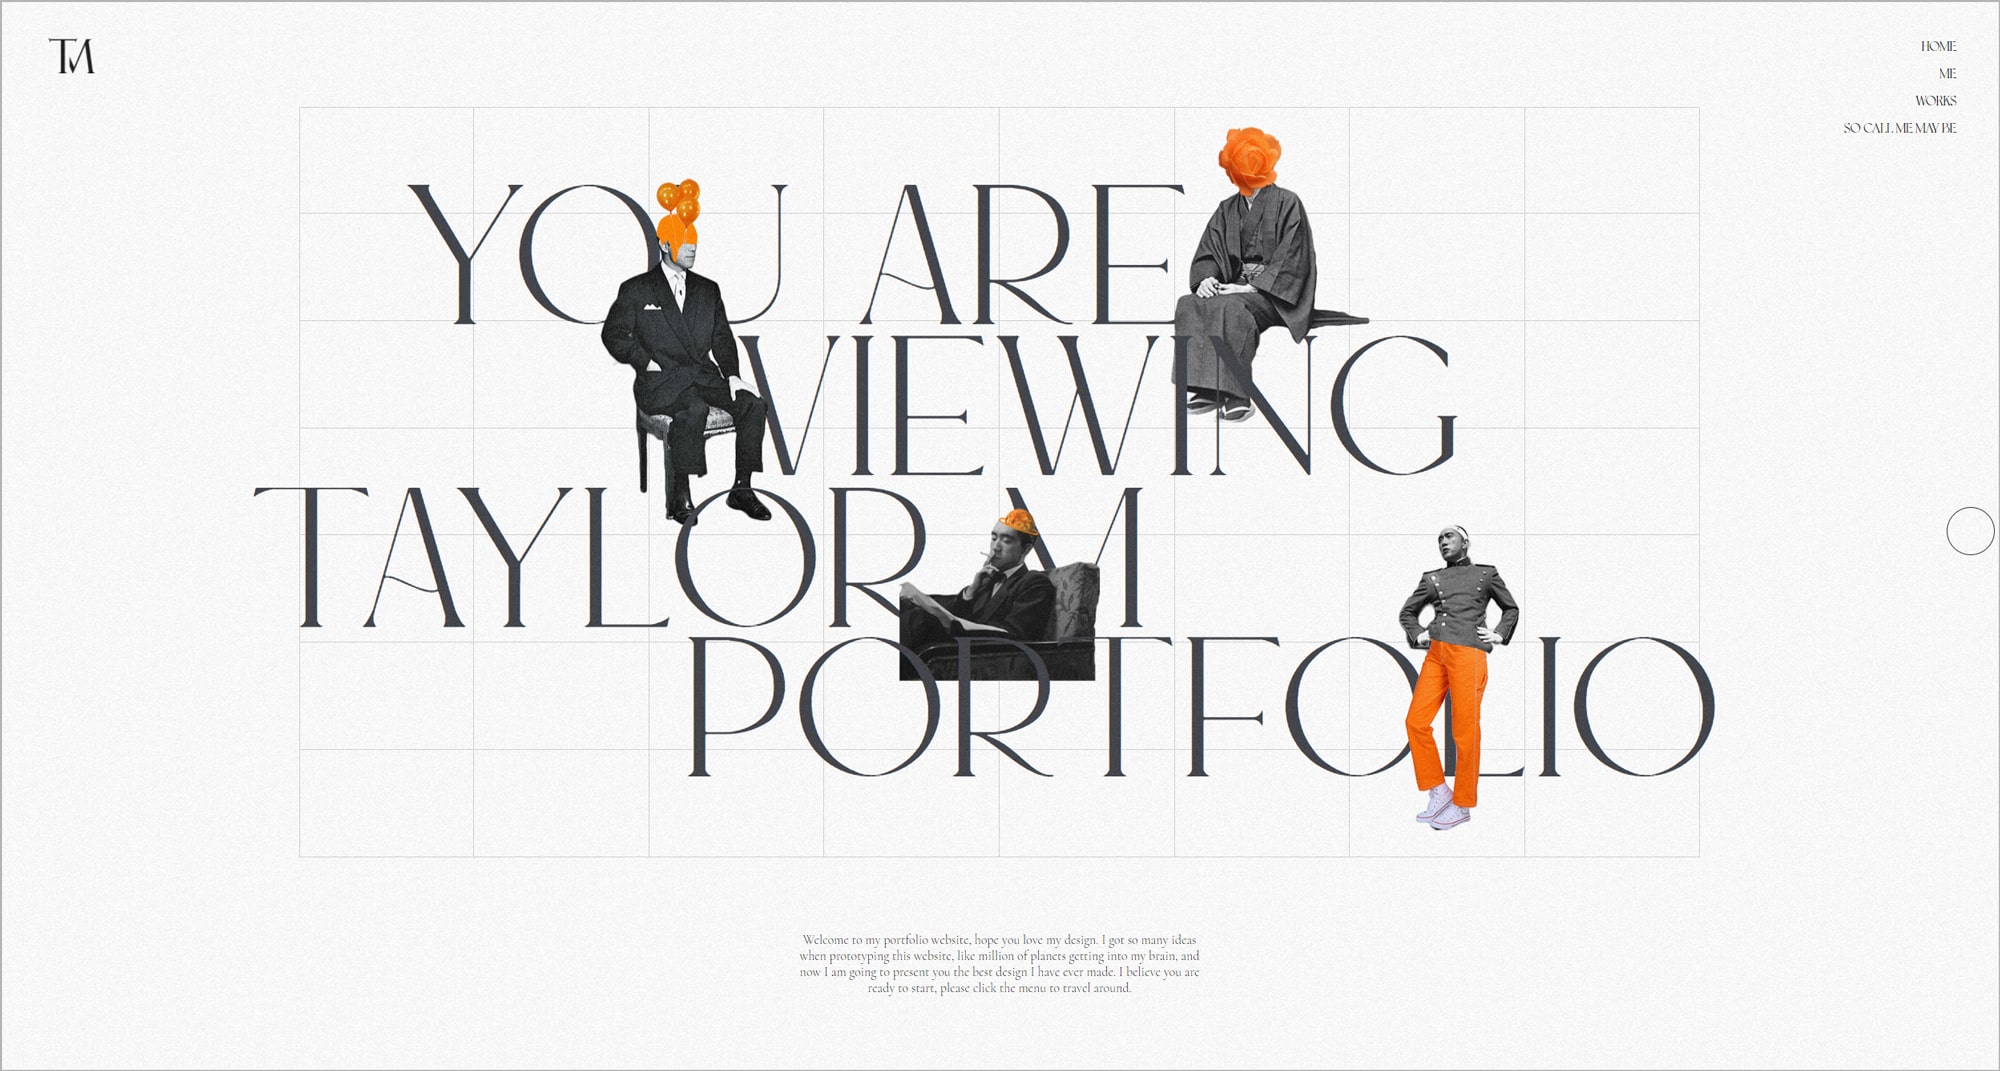 TA
HOME
ME
WORKS
SO CALL ME MAY BE
YOU ARE
VIEWING
TAYLOR M
PORTFOLIO
Welcome to my portfolio website, hope you love my design. I got so many ideas
when prototyping this website, like million of planets getting into my brain, and
now I am going to present you the best design I have ever made. I believe you are
ready to start, please click the menu to travel around.